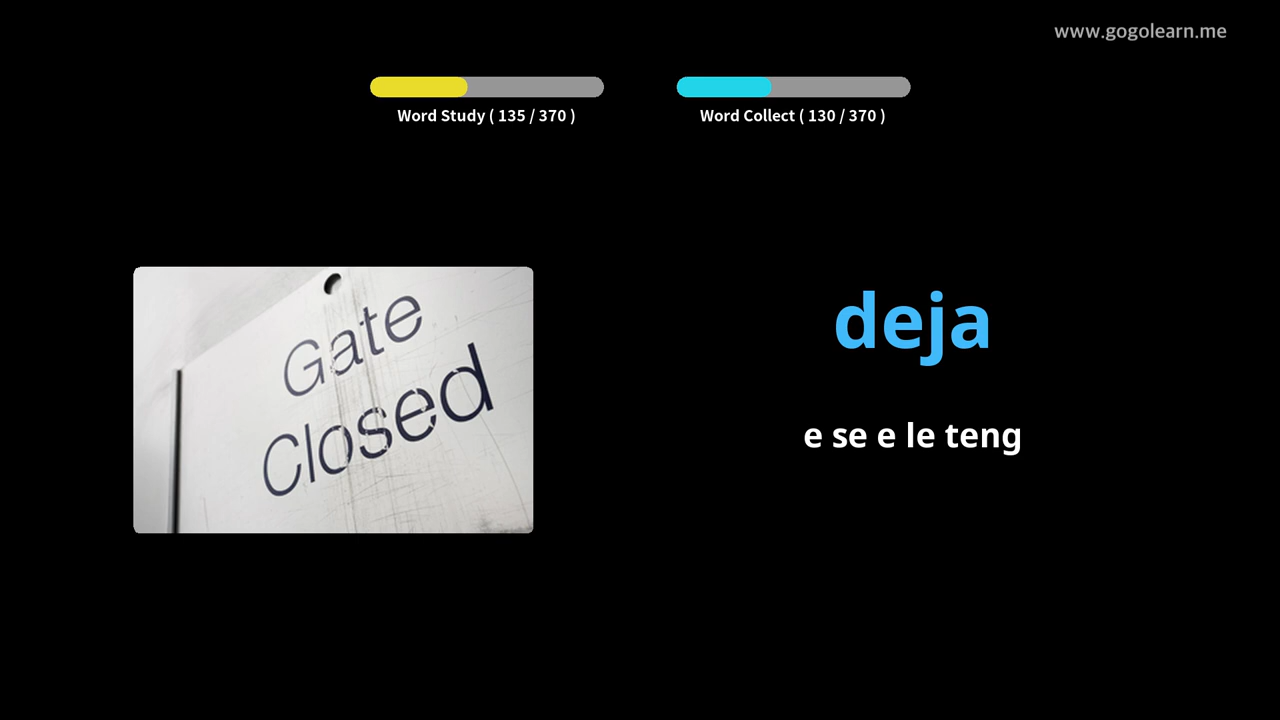 www.gogolearn.me
Word Study ( 135 / 370 )
Word Collect ( 130 / 370 )
Gate
Closed
deja
e se e le teng